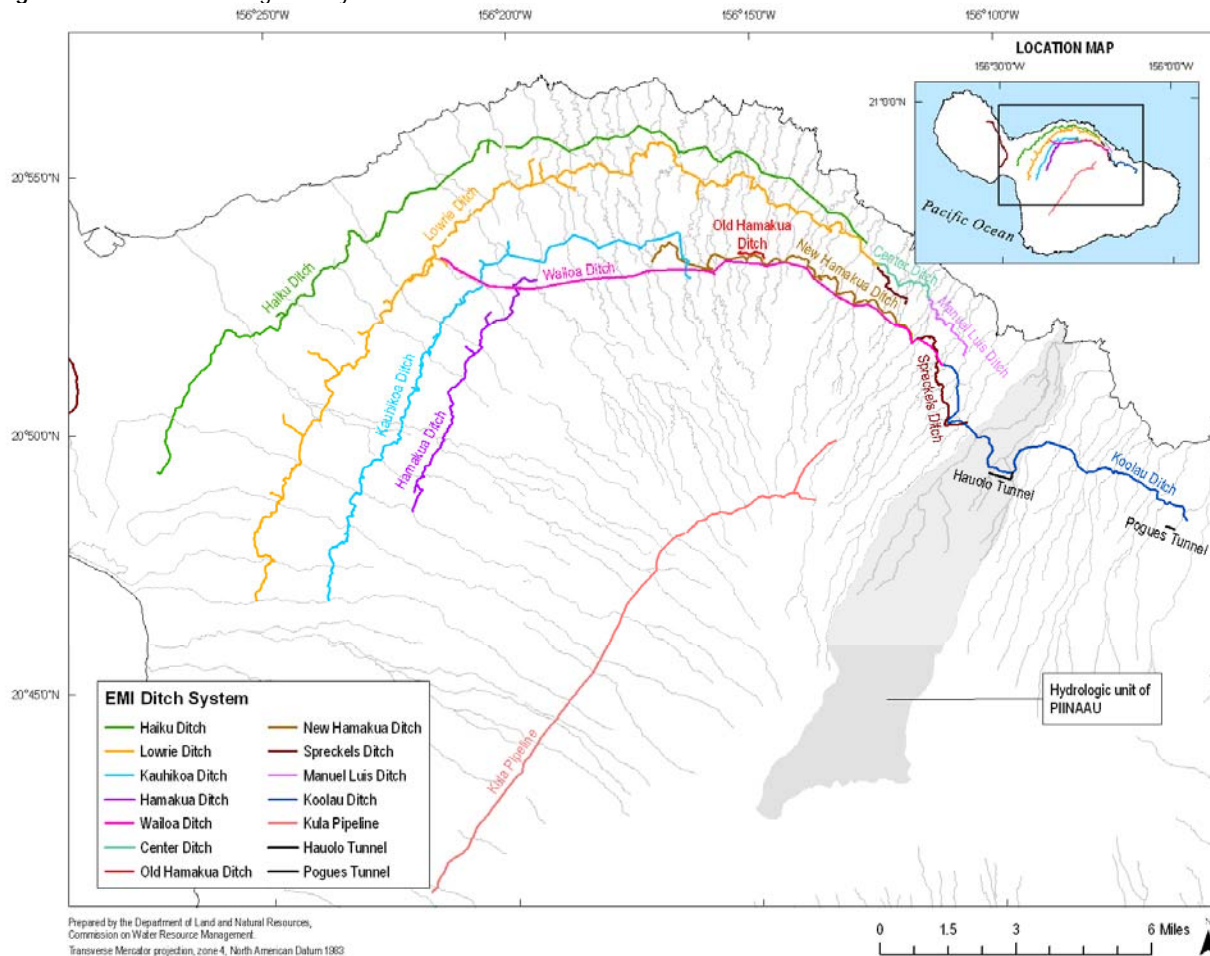 156°25'0"W
156°20'0"W
156°15'0"W
156°10'0"W
LOCATION MAP
156°30'0"W
156°0'0"W
21°0'0"N
Pacific Ocean
20°55'0"N
20°50'0"N
20°45'0"N
Haiku Ditch
Lowrie Ditch
Kauhikoa Ditch
Hamakua Ditch
Wailoa Ditch
Old Hamakua
Ditch
New Hamakua Ditch
Center Ditch
Manuel Luis Ditch
Spreckels Ditch
Koolau Ditch
Hauolo Tunnel
Pogues Tunnel
Kula Pipeline
Hydrologic unit of
PIINAAU
EMI Ditch System
Haiku Ditch
Lowrie Ditch
Kauhikoa Ditch
Hamakua Ditch
Wailoa Ditch
Center Ditch
Old Hamakua Ditch
New Hamakua Ditch
Spreckels Ditch
Manuel Luis Ditch
Koolau Ditch
Kula Pipeline
Hauolo Tunnel
Pogues Tunnel
Prepared by the Department of Land and Natural Resources,
Commission on Water Resource Management.
Transverse Mercator projection, zone 4, North American Datum 1983
0 1.5 3 6 Miles